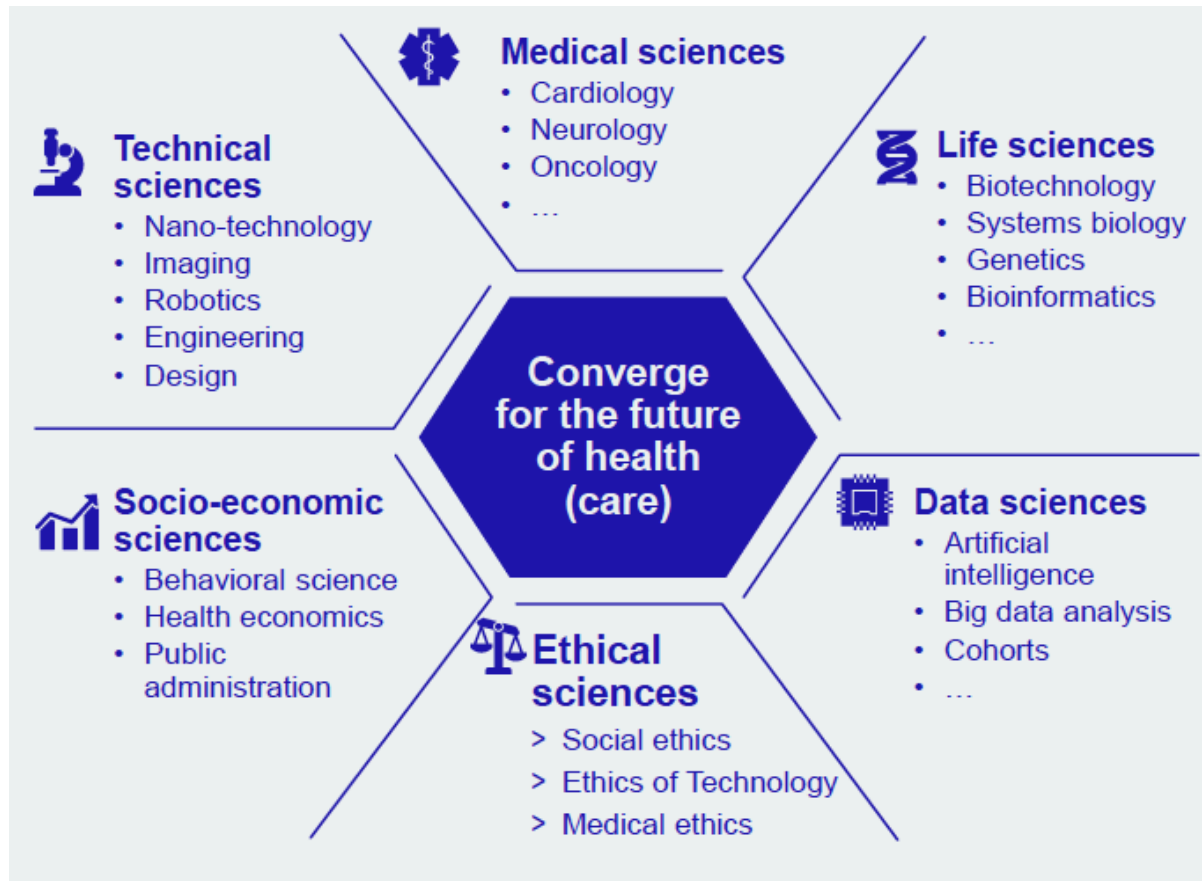 Medical sciences
• Cardiology
• Neurology
• Oncology
• …
Technical
sciences
• Nano-technology
• Imaging
• Robotics
• Engineering
• Design
Life sciences
• Biotechnology
• Systems biology
• Genetics
• Bioinformatics
• …
Converge
for the future
of health
(care)
Socio-economic
sciences
• Behavioral science
• Health economics
• Public
administration
Data sciences
• Artificial
intelligence
• Big data analysis
• Cohorts
• …
Ethical
sciences
> Social ethics
> Ethics of Technology
> Medical ethics